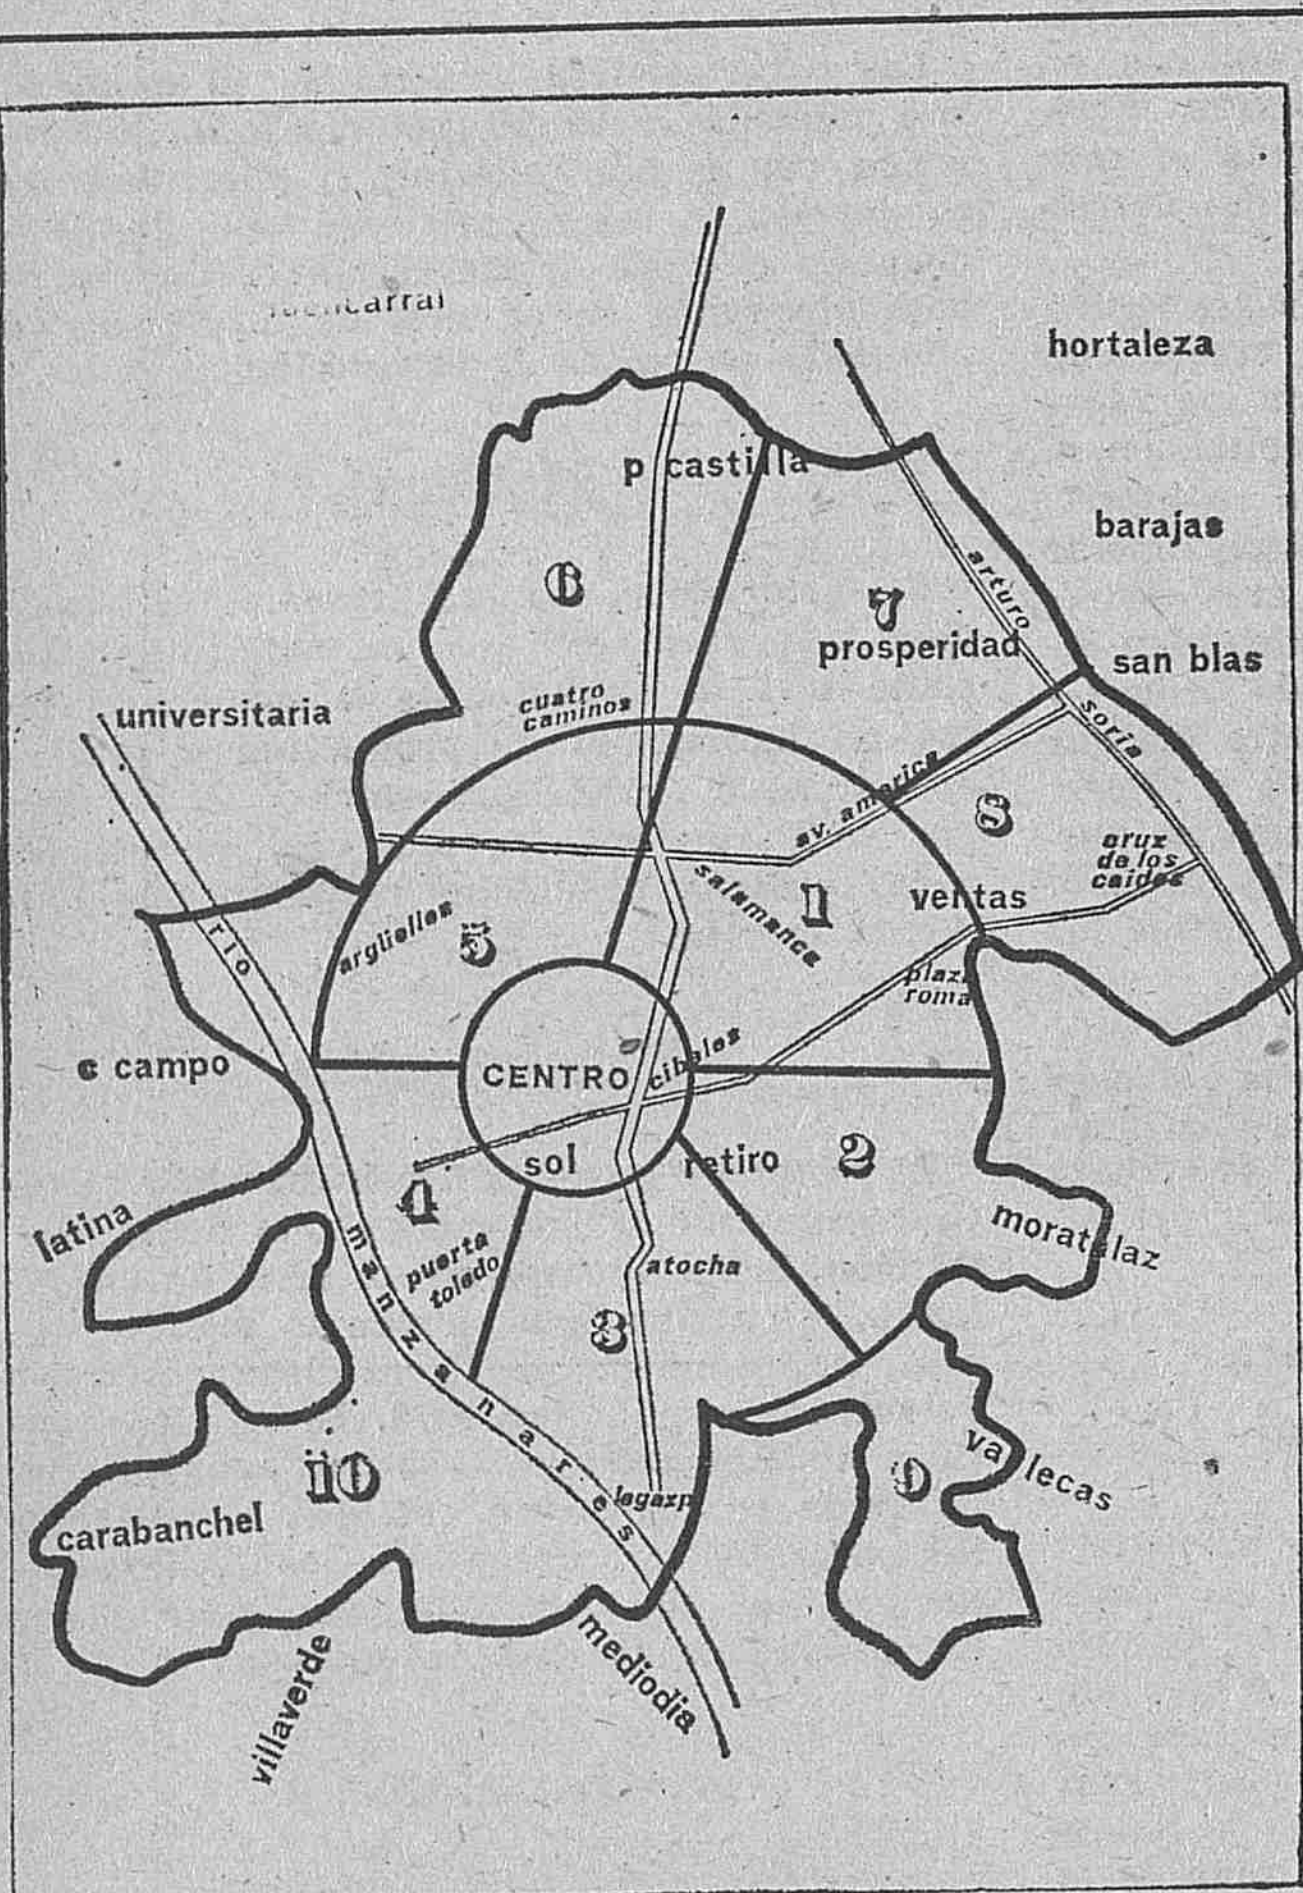 hortaleza
p castilla
barajas
6
arturo
7
prosperidad
san blas
cuatro
caminos
universitaria
soria
av. america
8
cruz
de los
caidos
salamanca
1
ventas
argüelles
5
rio
plaza
roma
c campo
CENTRO
cibeles
sol
retiro
2
4
latina
moratalaz
manzanares
puerta
toledo
atocha
3
vallecas
10
9
legazp
carabanchel
villaverde
mediodia